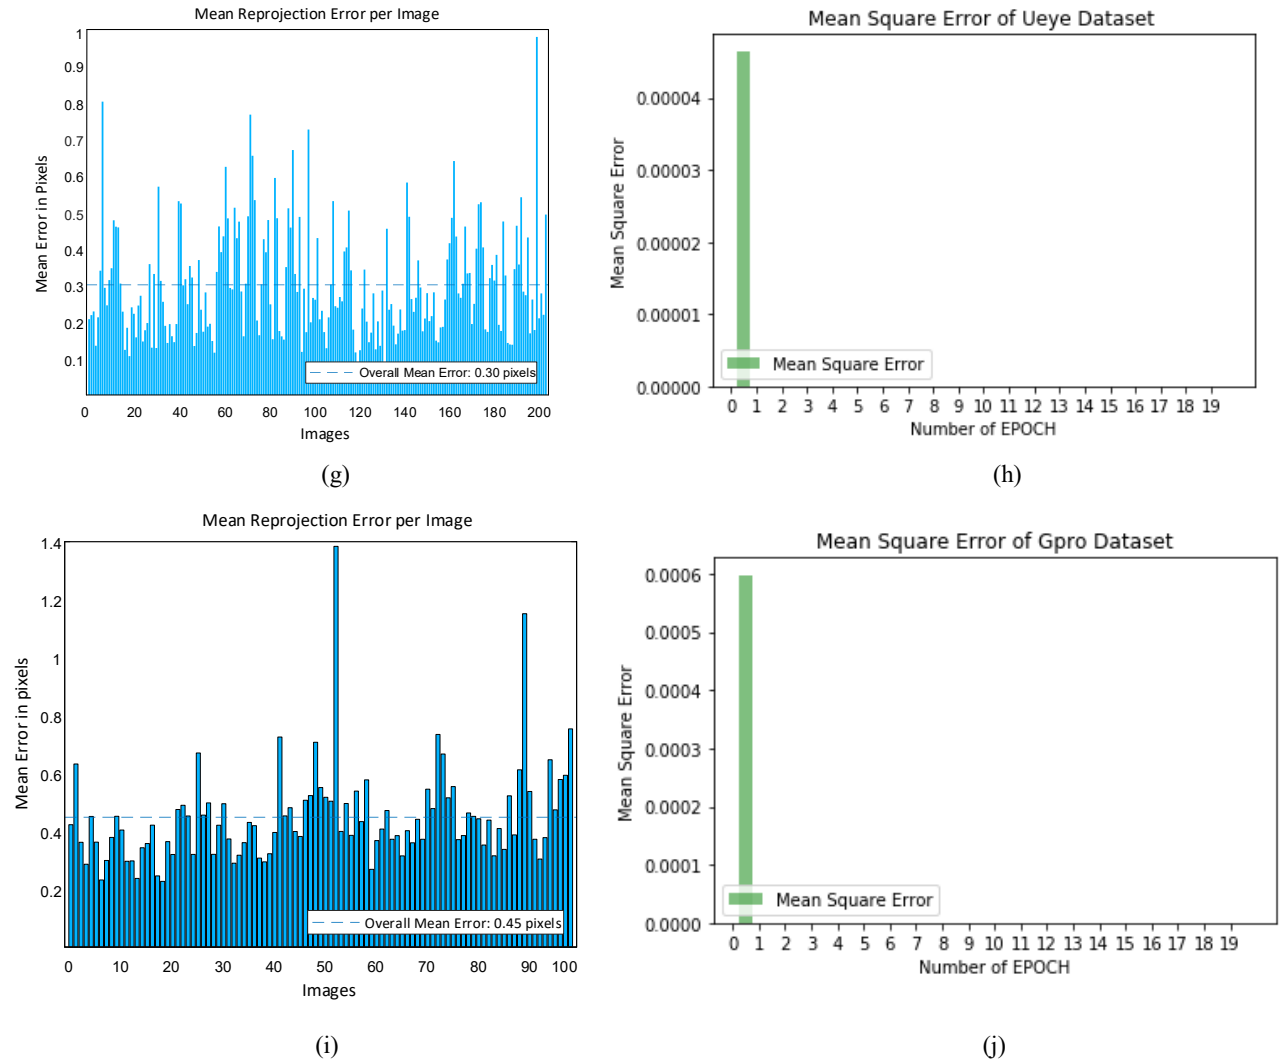 Mean Reprojection Error per Image
Mean Error in Pixels
1
0.9
0.8
0.7
0.6
0.5
0.4
0.3
0.2
0.1
Overall Mean Error: 0.30 pixels
0 20 40 60 80 100 120 140 160 180 200
Images
(g)
Mean Square Error of Ueye Dataset
Mean Square Error
0.00004
0.00003
0.00002
0.00001
0.00000
Mean Square Error
0 1 2 3 4 5 6 7 8 9 10 11 12 13 14 15 16 17 18 19
Number of EPOCH
(h)
Mean Reprojection Error per Image
Mean Error in pixels
1.4
1.2
1
0.8
0.6
0.4
0.2
Overall Mean Error: 0.45 pixels
0 10 20 30 40 50 60 70 80 90 100
Images
(i)
Mean Square Error of Gpro Dataset
Mean Square Error
0.0006
0.0005
0.0004
0.0003
0.0002
0.0001
0.0000
Mean Square Error
0 1 2 3 4 5 6 7 8 9 10 11 12 13 14 15 16 17 18 19
Number of EPOCH
(j)